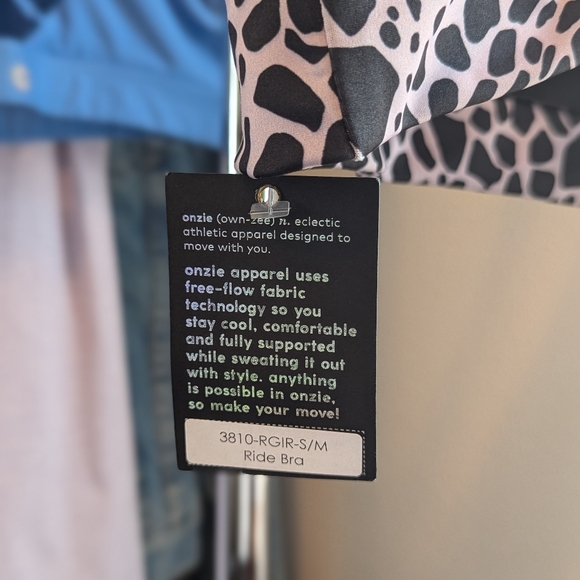 onzie (own-zee) n. eclectic
athletic apparel designed to
move with you.
onzie apparel uses
free-flow fabric
technology so you
stay cool, comfortable
and fully supported
while sweating it out
with style. anything
is possible in onzie,
so make your move!
3810-RGIR-S/M
Ride Bra